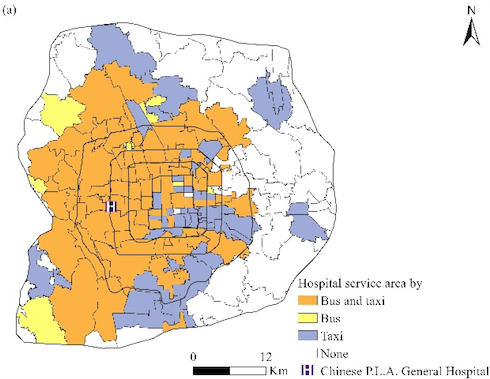 (a)
N
Hospital service area by
Bus and taxi
Bus
Taxi
None
Chinese P.L.A. General Hospital
0 12
Km